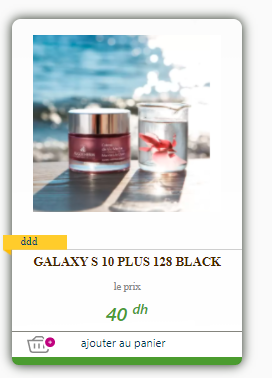 ddd
GALAXY S 10 PLUS 128 BLACK
le prix
40 dh
ajouter au panier